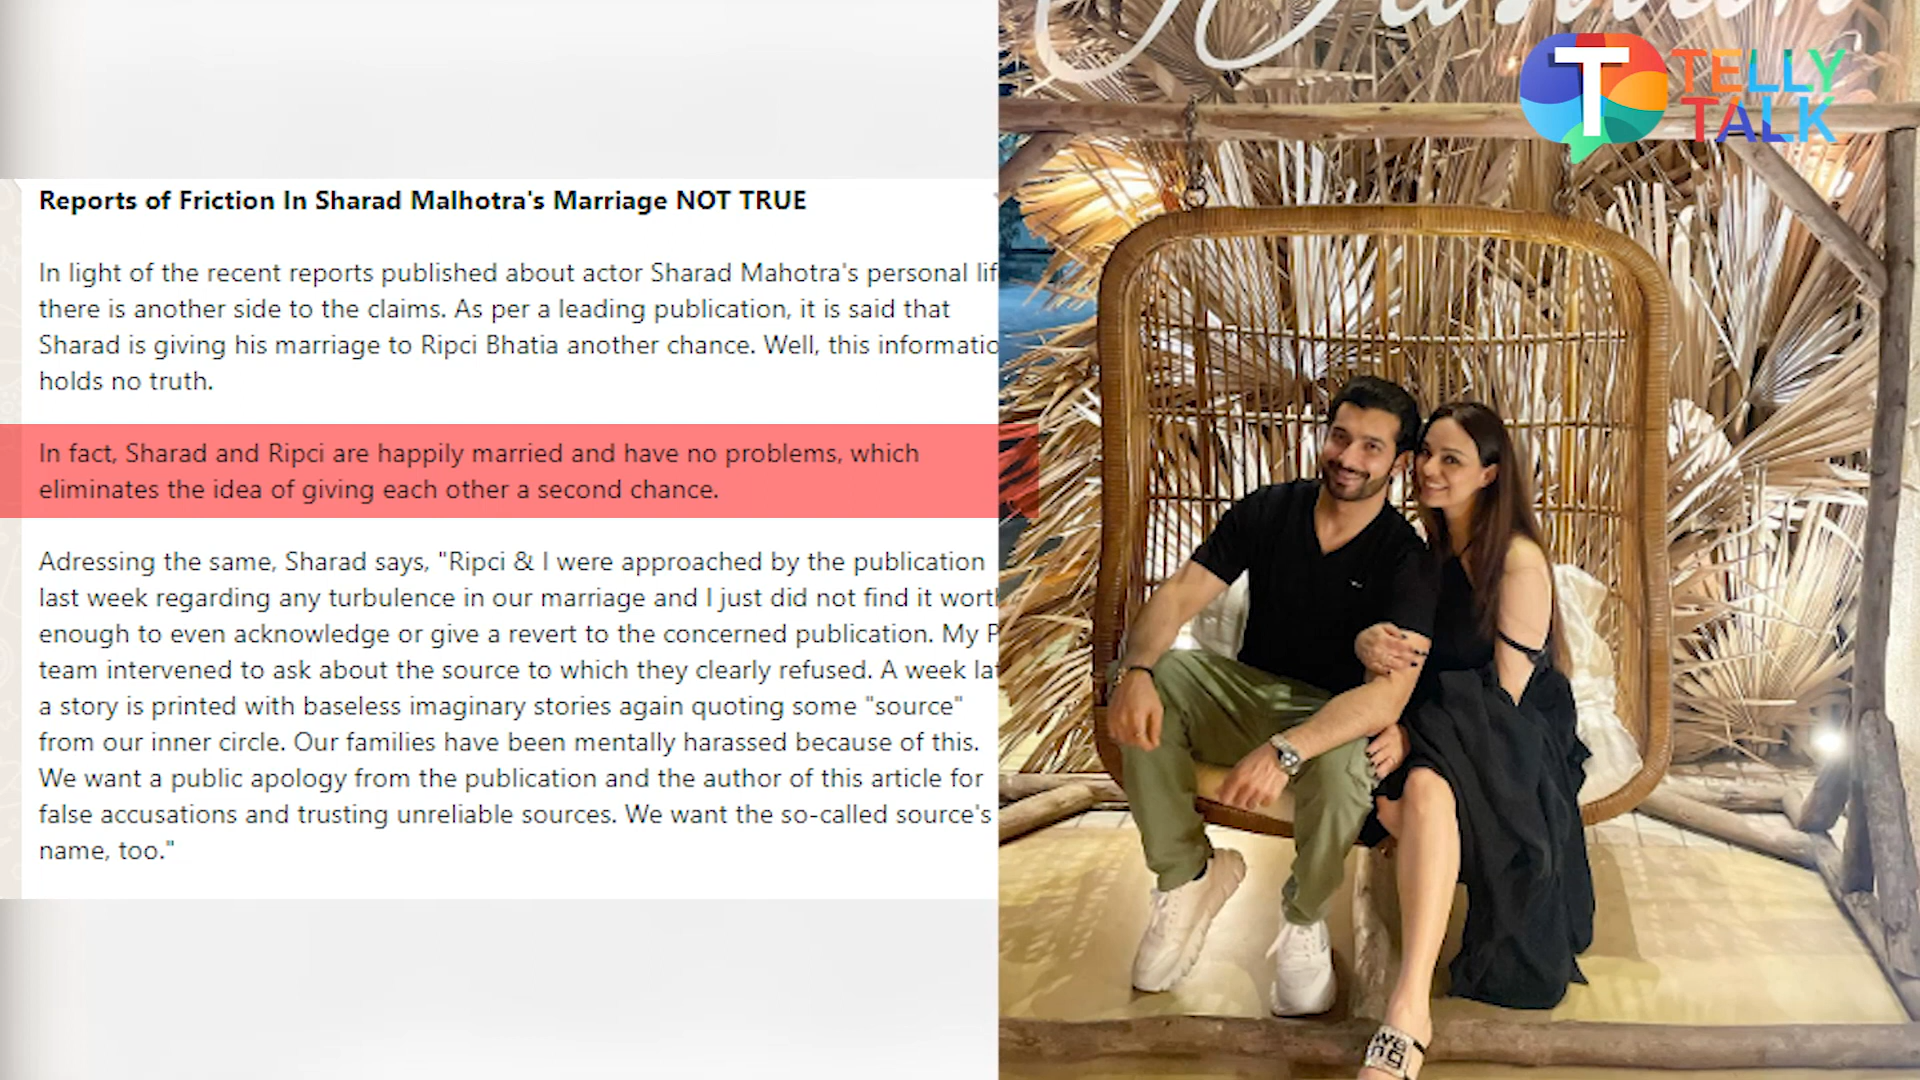 Reports of Friction In Sharad Malhotra's Marriage NOT TRUE
In light of the recent reports published about actor Sharad Mahotra's personal lif
there is another side to the claims. As per a leading publication, it is said that
Sharad is giving his marriage to Ripci Bhatia another chance. Well, this informatio
holds no truth.
In fact, Sharad and Ripci are happily married and have no problems, which
eliminates the idea of giving each other a second chance.
Adressing the same, Sharad says, "Ripci & I were approached by the publication
last week regarding any turbulence in our marriage and I just did not find it worth
enough to even acknowledge or give a revert to the concerned publication. My P
team intervened to ask about the source to which they clearly refused. A week lat
a story is printed with baseless imaginary stories again quoting some "source"
from our inner circle. Our families have been mentally harassed because of this.
We want a public apology from the publication and the author of this article for
false accusations and trusting unreliable sources. We want the so-called source's
name, too."
T TELLY
TALK